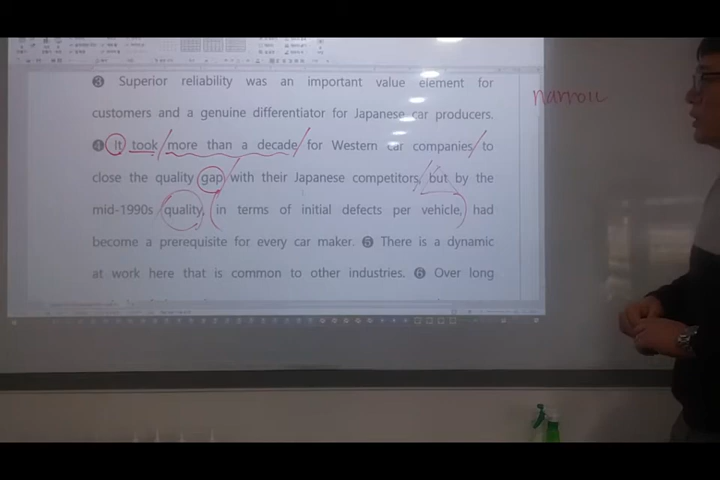 ❸ Superior reliability was an important value element for
customers and a genuine differentiator for Japanese car producers.
❹ It took more than a decade for Western car companies to
close the quality gap with their Japanese competitors, but by the
mid-1990s quality, in terms of initial defects per vehicle, had
become a prerequisite for every car maker. ❺ There is a dynamic
at work here that is common to other industries. ❻ Over long
narrow